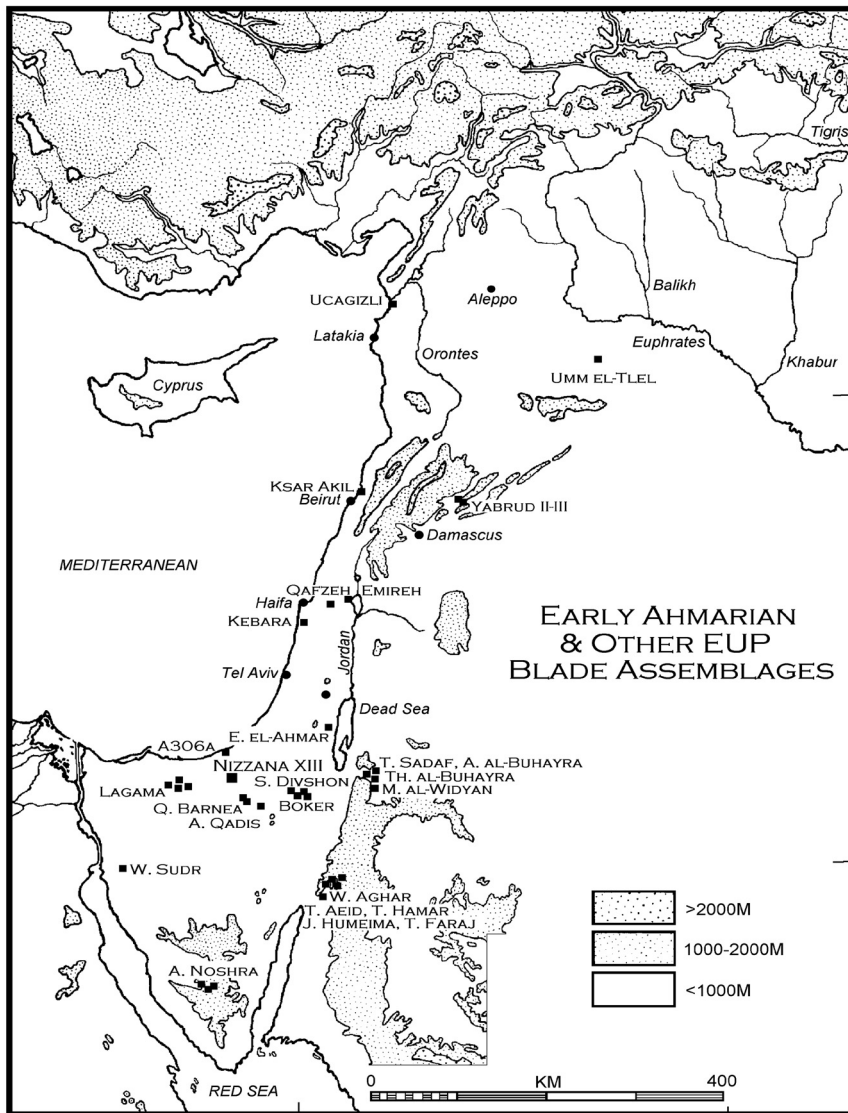 Tigris
Balikh
UCAGIZLI
Aleppo
Latakia
Orontes
Euphrates
Khabur
UMM EL-TLEL
Cyprus
KSAR AKIL
Beirut
YABRUD II-III
Damascus
MEDITERRANEAN
QAFZEH
EMIREH
Haifa
KEBARA
EARLY AHMARIAN
& OTHER EUP
BLADE ASSEMBLAGES
Jordan
Tel Aviv
Dead Sea
E. EL-AHMAR
A306A
NIZZANA XIII
T. SADAF, A. AL-BUHAYRA
TH. AL-BUHAYRA
M. AL-WIDYAN
S. DIVSHON
LAGAMA
BOKER
Q. BARNEA
A. QADIS
W. SUDR
W. AGHAR
T. AEID, T. HAMAR
J. HUMEIMA, T. FARAJ
>2000M
1000-2000M
<1000M
A. NOSHRA
RED SEA
0 KM 400